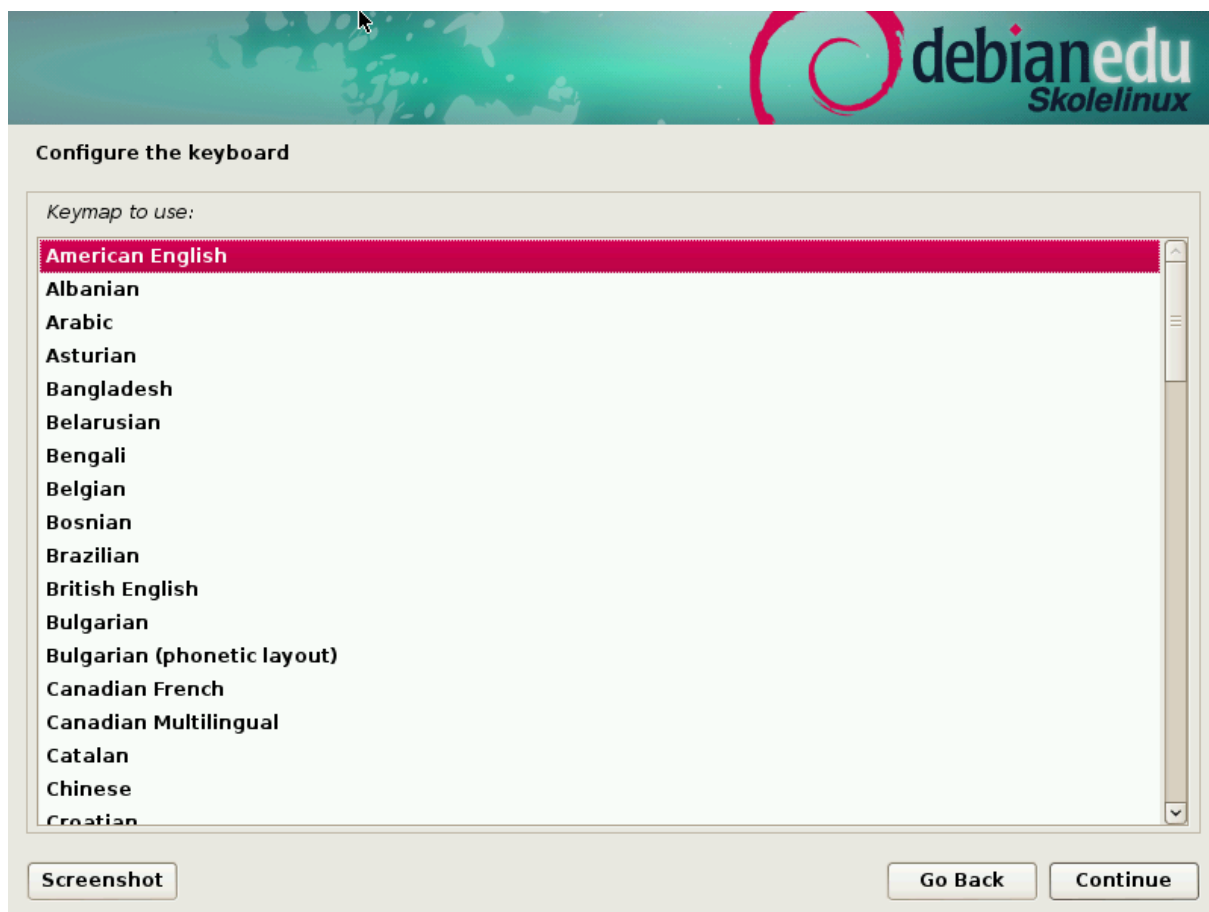 debianedu
Skolelinux
Configure the keyboard
Keymap to use:
American English
Albanian
Arabic
Asturian
Bangladesh
Belarusian
Bengali
Belgian
Bosnian
Brazilian
British English
Bulgarian
Bulgarian (phonetic layout)
Canadian French
Canadian Multilingual
Catalan
Chinese
Croatian
Screenshot
Go Back
Continue